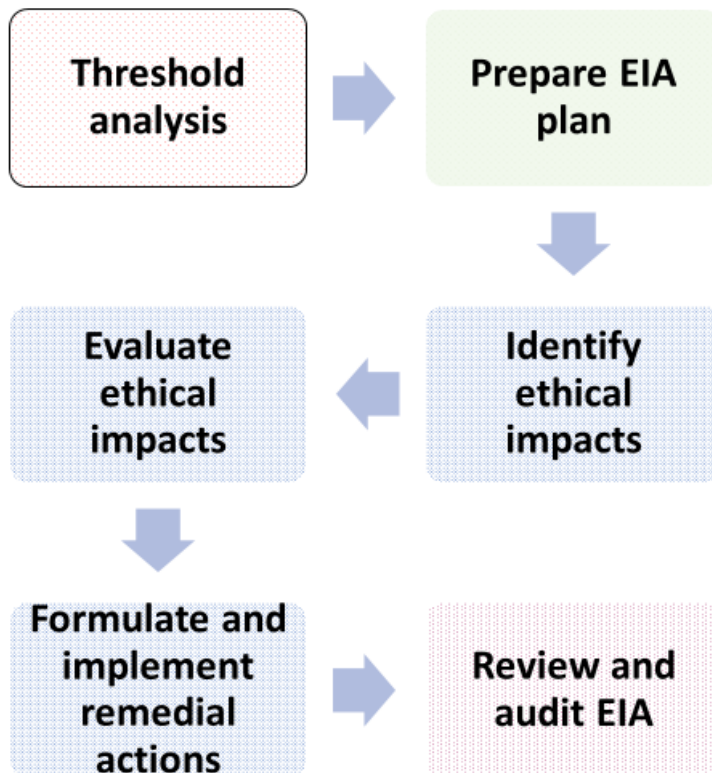 Threshold
analysis
Prepare EIA
plan
Identify
ethical
impacts
Evaluate
ethical
impacts
Formulate and
implement
remedial
actions
Review and
audit EIA